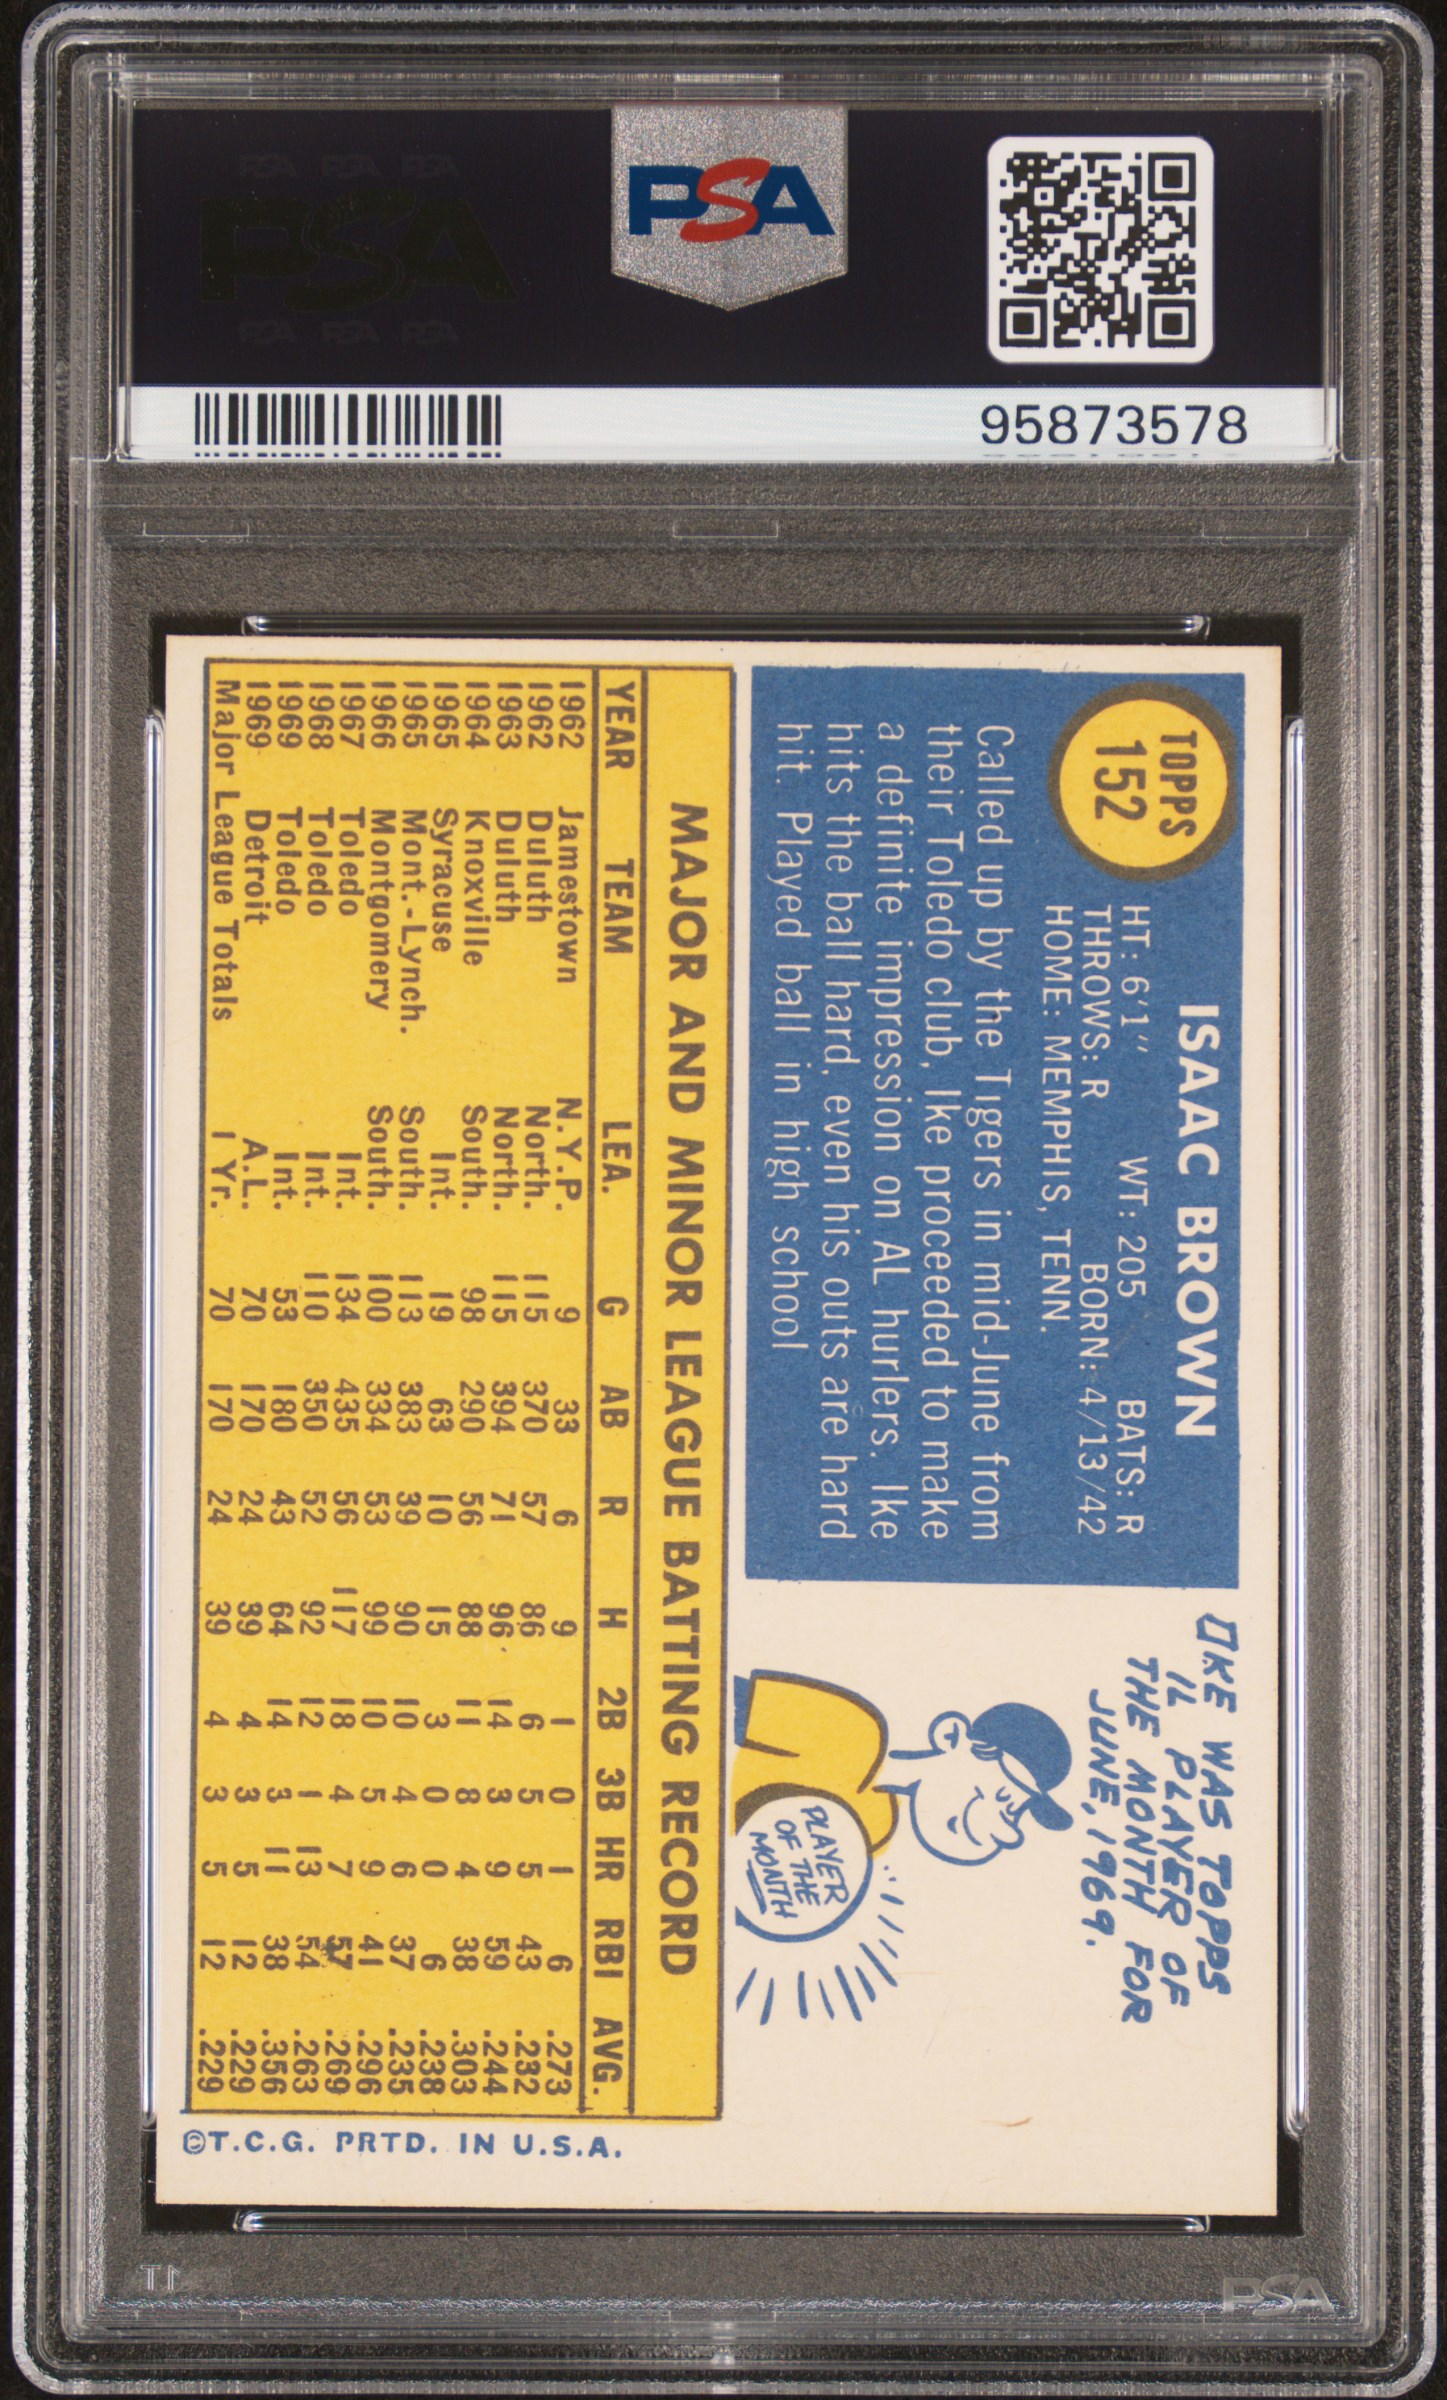 PSA
PSA PSA PSA
PSA
PSA PSA PSA
95873578
TOPPS
152
ISAAC BROWN
HT: 6'1" WT: 205 BATS: R
THROWS: R BORN: 4/13/42
HOME: MEMPHIS, TENN.
Called up by the Tigers in mid-June from
their Toledo club, Ike proceeded to make
a definite impression on AL hurlers. Ike
hits the ball hard, even his outs are hard
hit. Played ball in high school
IKE WAS TOPPS
IL PLAYER OF
THE MONTH FOR
JUNE, 1969.
PLAYER
OF THE
MONTH
MAJOR AND MINOR LEAGUE BATTING RECORD
YEAR TEAM LEA. G AB R H 2B 3B HR RBI AVG.
1962 Jamestown N.Y.P. 9 33 6 9 1 0 1 6 .273
1962 Duluth North. 115 370 57 86 6 5 5 43 .232
1963 Duluth North. 115 394 71 96 14 3 9 59 .244
1964 Knoxville South. 98 290 56 88 11 8 4 38 .303
1965 Syracuse Int. 19 63 10 15 3 0 0 6 .238
1965 Mont.-Lynch. South. 113 383 39 90 10 4 6 37 .235
1966 Montgomery South. 100 334 53 99 10 5 9 41 .296
1967 Toledo Int. 134 435 56 117 18 4 7 57 .269
1968 Toledo Int. 110 350 52 92 12 1 13 54 .263
1969 Toledo Int. 53 180 43 64 14 3 11 38 .356
1969 Detroit A.L. 70 170 24 39 4 3 5 12 .229
Major League Totals 1 Yr. 70 170 24 39 4 3 5 12 .229
©T.C.G. PRTD. IN U.S.A.
PSA